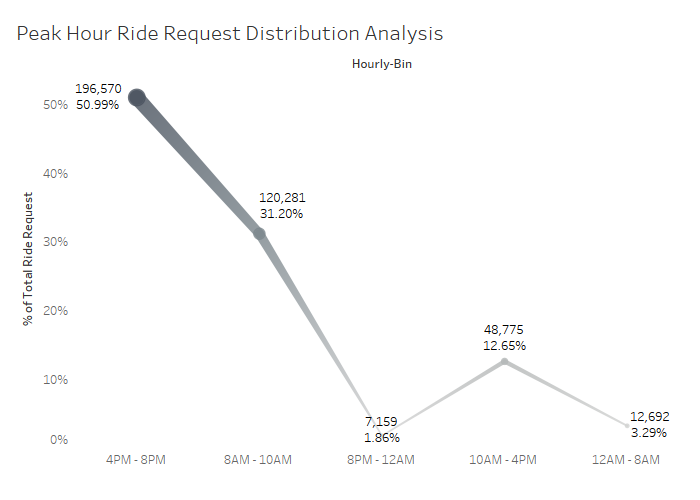 Peak Hour Ride Request Distribution Analysis
Hourly-Bin
% of Total Ride Request
50%
40%
30%
20%
10%
0%
196,570
50.99%
120,281
31.20%
7,159
1.86%
48,775
12.65%
12,692
3.29%
4PM - 8PM
8AM - 10AM
8PM - 12AM
10AM - 4PM
12AM - 8AM